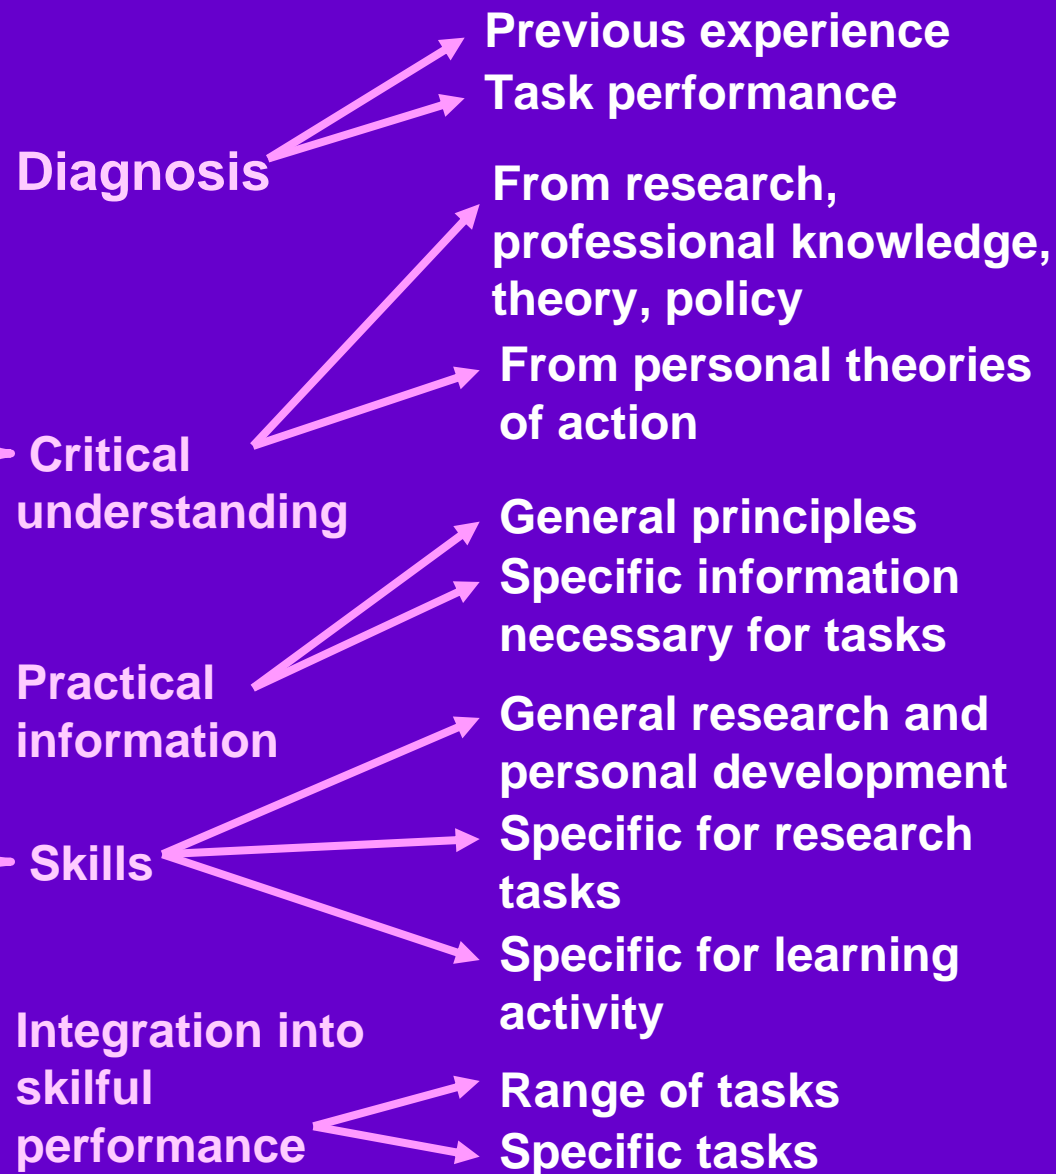 Previous experience
Task performance
Diagnosis
From research,
professional knowledge,
theory, policy
From personal theories
of action
Critical
understanding
General principles
Specific information
necessary for tasks
Practical
information
General research and
personal development
Specific for research
tasks
Skills
Specific for learning
activity
Integration into
skilful
performance
Range of tasks
Specific tasks